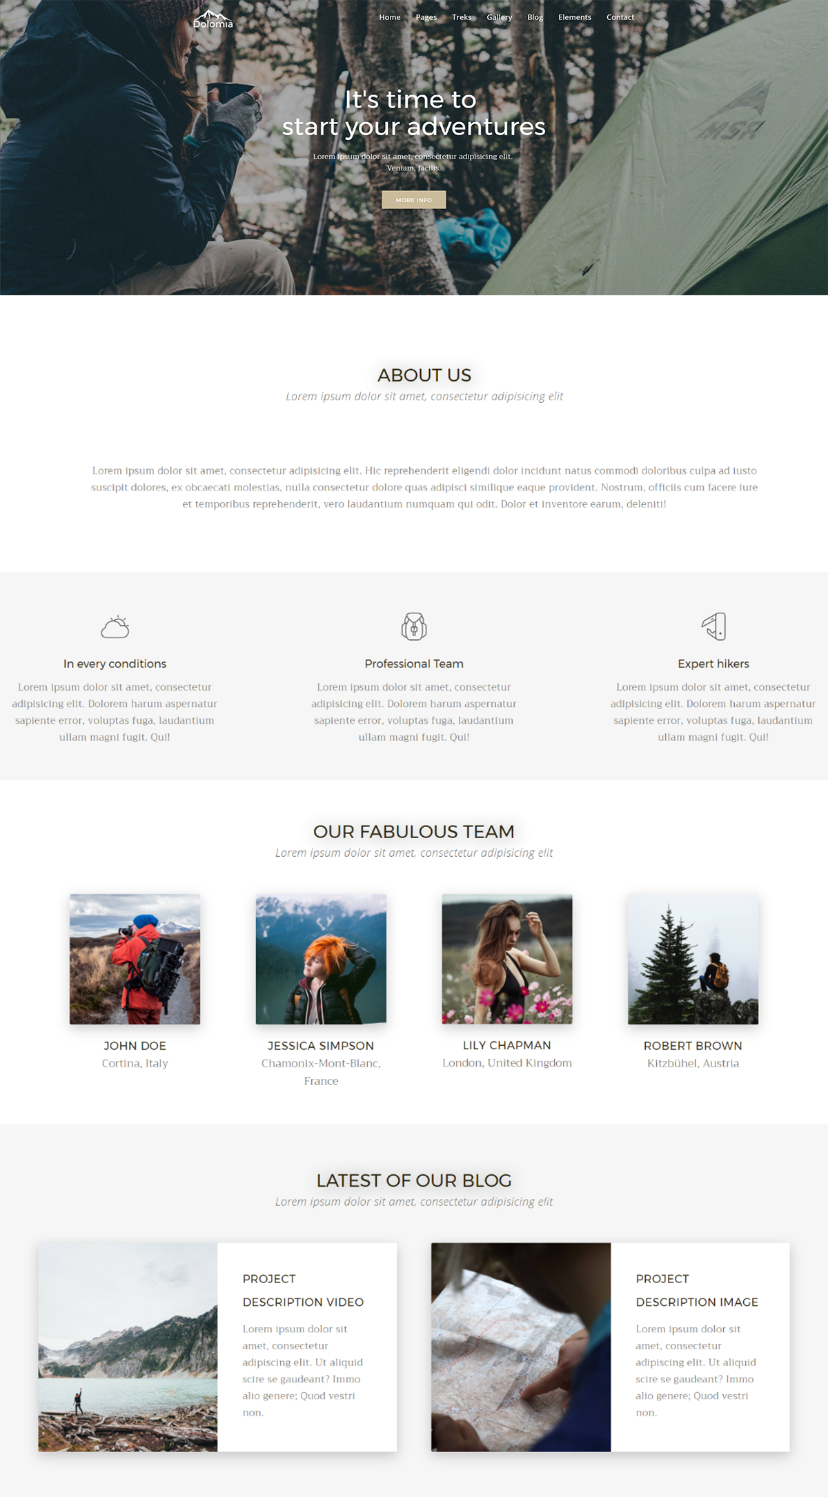 Dolomia
Home Pages Treks Gallery Blog Elements Contact
It's time to
start your adventures
Lorem ipsum dolor sit amet, consectetur adipisicing elit.
Veniam, facilis.
MORE INFO
MSR
ABOUT US
Lorem ipsum dolor sit amet, consectetur adipisicing elit
Lorem ipsum dolor sit amet, consectetur adipisicing elit. Hic reprehenderit eligendi dolor incidunt natus commodi doloribus culpa ad iusto
suscipit dolores, ex obcaecati molestias, nulla consectetur dolore quas adipisci similique eaque provident. Nostrum, officiis cum facere iure
et temporibus reprehenderit, vero laudantium numquam qui odit. Dolor et inventore earum, deleniti!
In every conditions
Lorem ipsum dolor sit amet, consectetur
adipisicing elit. Dolorem harum aspernatur
sapiente error, voluptas fuga, laudantium
ullam magni fugit. Qui!
Professional Team
Lorem ipsum dolor sit amet, consectetur
adipisicing elit. Dolorem harum aspernatur
sapiente error, voluptas fuga, laudantium
ullam magni fugit. Qui!
Expert hikers
Lorem ipsum dolor sit amet, consectetur
adipisicing elit. Dolorem harum aspernatur
sapiente error, voluptas fuga, laudantium
ullam magni fugit. Qui!
OUR FABULOUS TEAM
Lorem ipsum dolor sit amet, consectetur adipisicing elit
JOHN DOE
Cortina, Italy
JESSICA SIMPSON
Chamonix-Mont-Blanc,
France
LILY CHAPMAN
London, United Kingdom
ROBERT BROWN
Kitzbühel, Austria
LATEST OF OUR BLOG
Lorem ipsum dolor sit amet, consectetur adipisicing elit
PROJECT
DESCRIPTION VIDEO
Lorem ipsum dolor sit
amet, consectetur
adipiscing elit. Ut aliquid
scire se gaudeant? Immo
alio genere; Quod vestri
non.
PROJECT
DESCRIPTION IMAGE
Lorem ipsum dolor sit
amet, consectetur
adipiscing elit. Ut aliquid
scire se gaudeant? Immo
alio genere; Quod vestri
non.